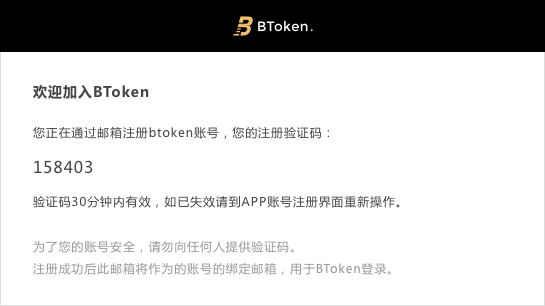 BToken.
欢迎加入BToken
您正在通过邮箱注册btoken账号，您的注册验证码：
158403
验证码30分钟内有效，如已失效请到APP账号注册界面重新操作。
为了您的账号安全，请勿向任何人提供验证码。
注册成功后此邮箱将作为的账号的绑定邮箱，用于BToken登录。